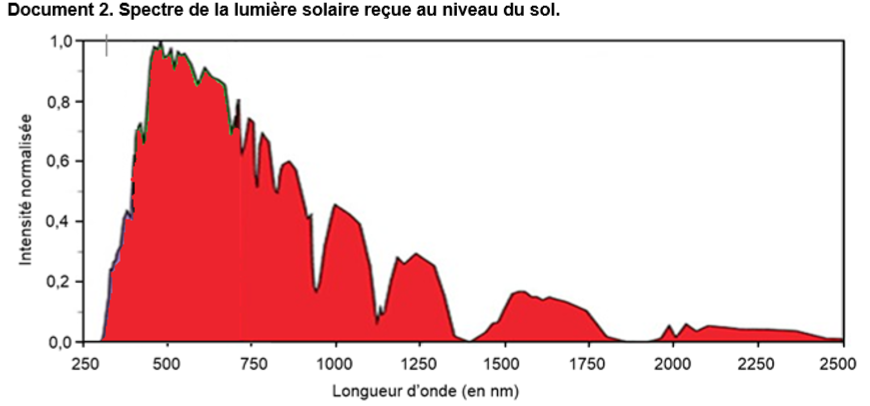 Document 2. Spectre de la lumière solaire reçue au niveau du sol.
1,0
0,8
0,6
0,4
0,2
0,0
Intensité normalisée
250 500 750 1000 1250 1500 1750 2000 2250 2500
Longueur d'onde (en nm)